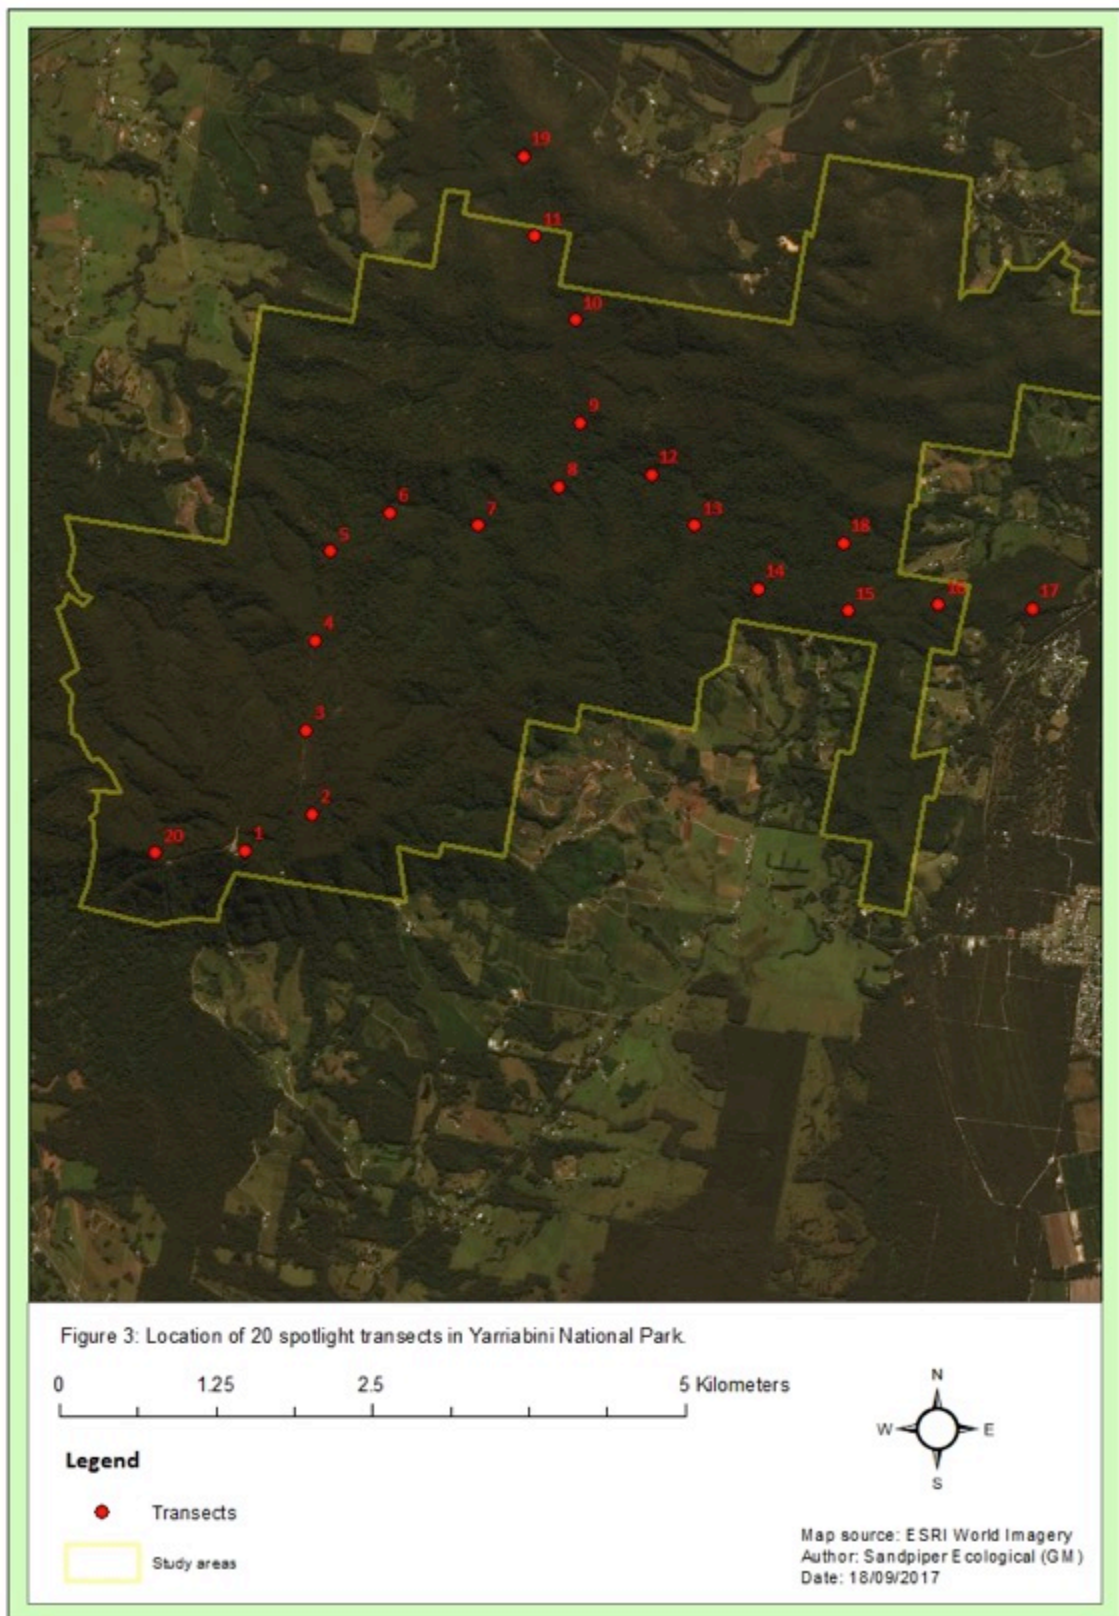 19
11
10
9
12
8
6
7
13
5
18
14
15
16
17
4
3
2
1
20
Figure 3: Location of 20 spotlight transects in Yarriabini National Park.
0 1.25 2.5 5 Kilometers
N
W E
S
Legend
Transects
Study areas
Map source: ESRI World Imagery
Author: Sandpiper Ecological (GM)
Date: 18/09/2017